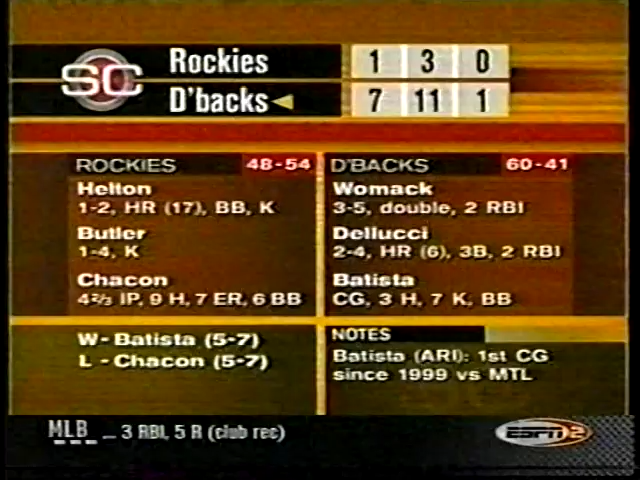 SC Rockies 1 3 0
D'backs 7 11 1
ROCKIES 48-54
Helton
1-2, HR (17), BB, K
Butler
1-4, K
Chacon
4⅔ IP, 9 H, 7 ER, 6 BB
D'BACKS 60-41
Womack
3-5, double, 2 RBI
Dellucci
2-4, HR (6), 3B, 2 RBI
Batista
CG, 3 H, 7 K, BB
W- Batista (5-7)
L - Chacon (5-7)
NOTES
Batista (ARI): 1st CG
since 1999 vs MTL
MLB ... 3 RBI, 5 R (club rec)
ESPN 2